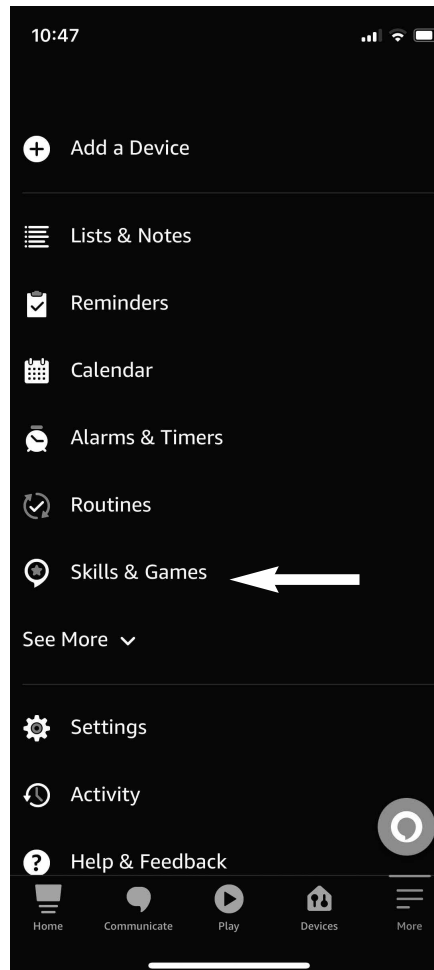 10:47
Add a Device
Lists & Notes
Reminders
Calendar
Alarms & Timers
Routines
Skills & Games
See More
Settings
Activity
? Help & Feedback
Home Communicate Play Devices More